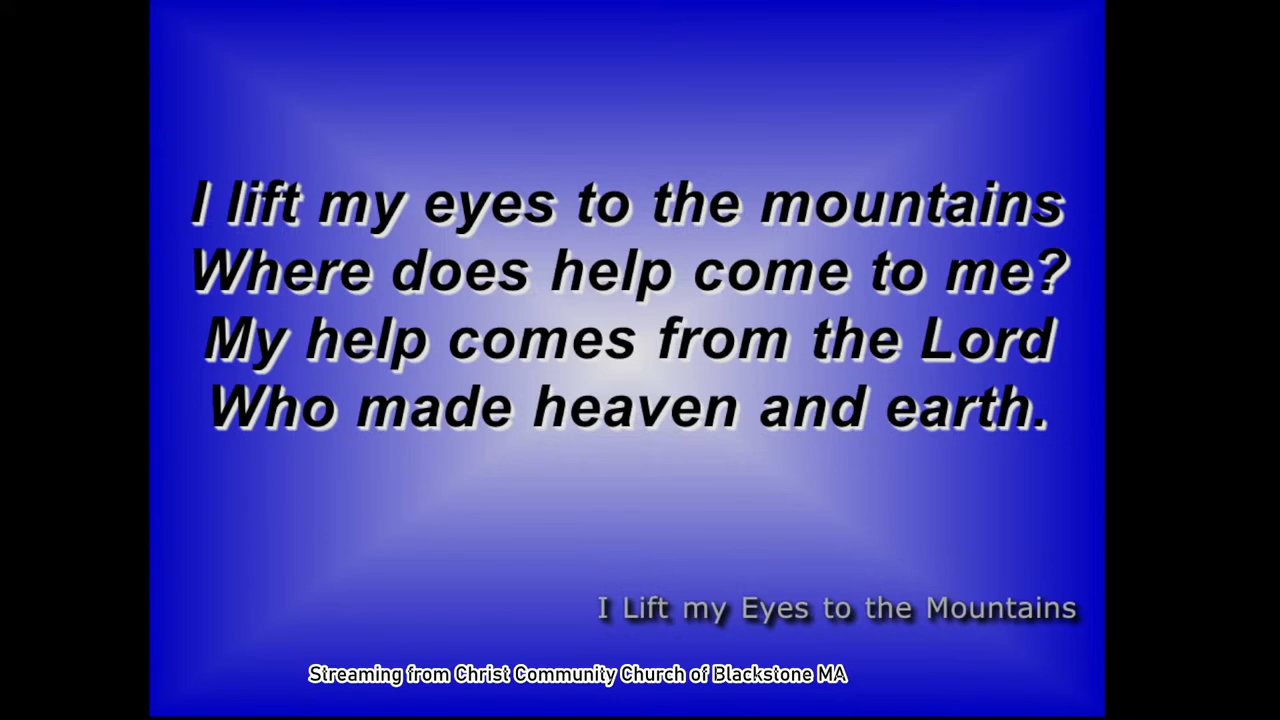 I lift my eyes to the mountains
Where does help come to me?
My help comes from the Lord
Who made heaven and earth.
I Lift my Eyes to the Mountains
Streaming from Christ Community Church of Blackstone MA